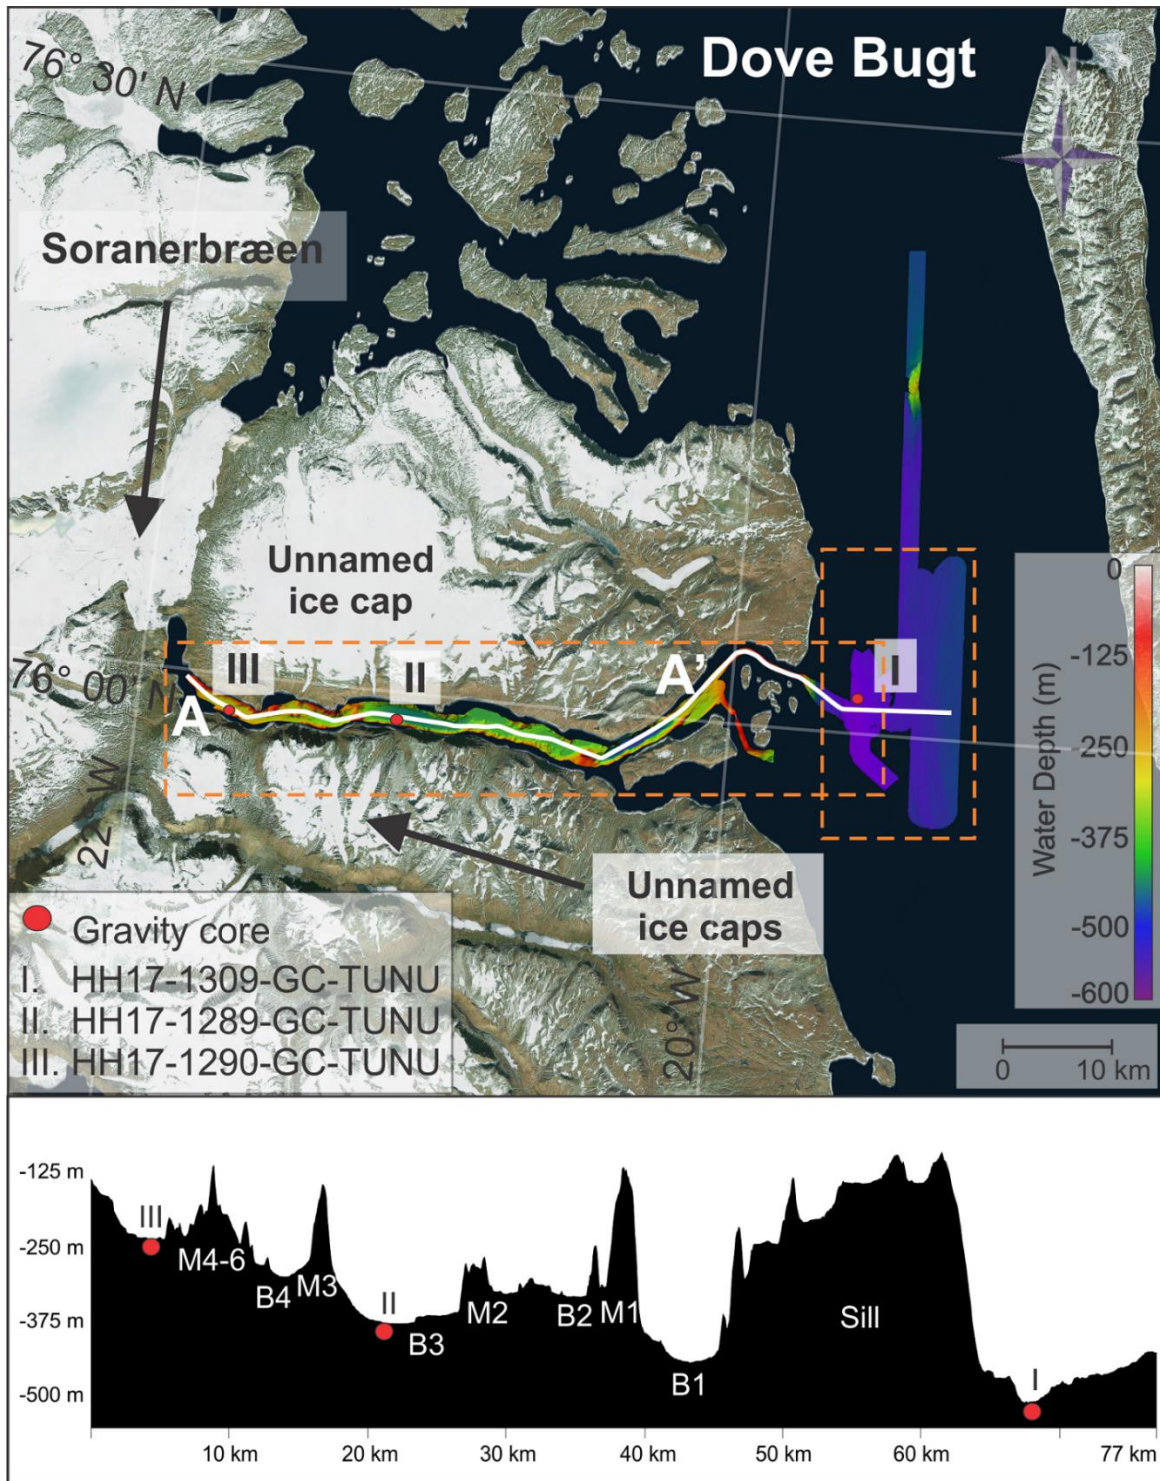 76° 30' N
Dove Bugt
N
Soranerbræen
Unnamed
ice cap
76° 00' N
III
II
I
A
A'
22° W
20° W
Unnamed
ice caps
0
-125
-250
-375
-500
-600
Water Depth (m)
0 10 km
Gravity core
I. HH17-1309-GC-TUNU
II. HH17-1289-GC-TUNU
III. HH17-1290-GC-TUNU
-125 m
-250 m
-375 m
-500 m
III
M4-6
B4
M3
II
B3
M2
B2
M1
B1
Sill
I
10 km 20 km 30 km 40 km 50 km 60 km 77 km